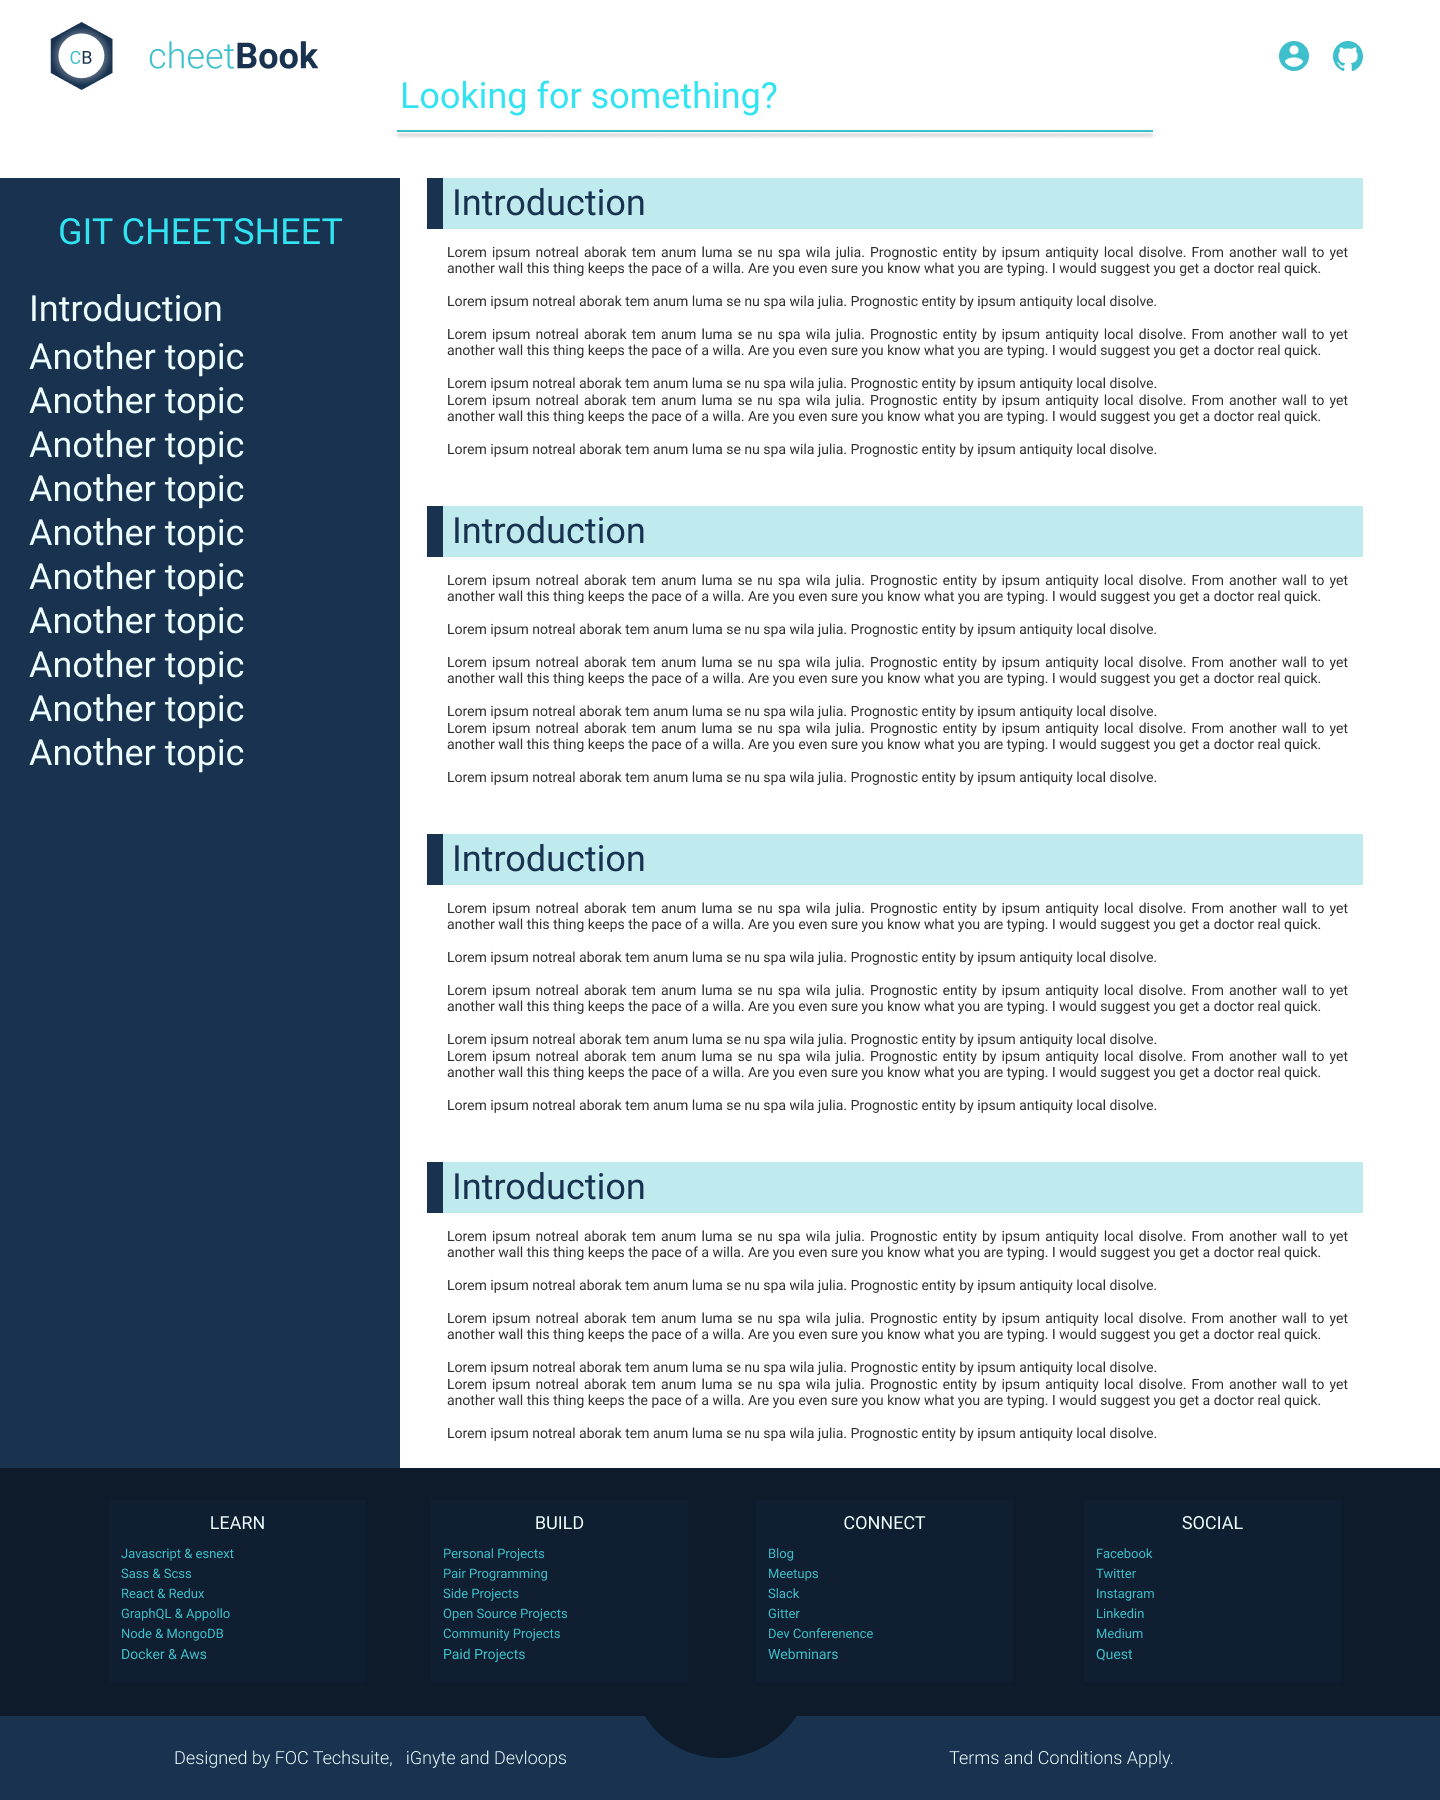 CB
cheetBook
Looking for something?
GIT CHEETSHEET
Introduction
Another topic
Another topic
Another topic
Another topic
Another topic
Another topic
Another topic
Another topic
Another topic
Another topic
Introduction
Lorem ipsum notreal aborak tem anum luma se nu spa wila julia. Prognostic entity by ipsum antiquity local disolve. From another wall to yet
another wall this thing keeps the pace of a willa. Are you even sure you know what you are typing. I would suggest you get a doctor real quick.
Lorem ipsum notreal aborak tem anum luma se nu spa wila julia. Prognostic entity by ipsum antiquity local disolve.
Lorem ipsum notreal aborak tem anum luma se nu spa wila julia. Prognostic entity by ipsum antiquity local disolve. From another wall to yet
another wall this thing keeps the pace of a willa. Are you even sure you know what you are typing. I would suggest you get a doctor real quick.
Lorem ipsum notreal aborak tem anum luma se nu spa wila julia. Prognostic entity by ipsum antiquity local disolve.
Lorem ipsum notreal aborak tem anum luma se nu spa wila julia. Prognostic entity by ipsum antiquity local disolve. From another wall to yet
another wall this thing keeps the pace of a willa. Are you even sure you know what you are typing. I would suggest you get a doctor real quick.
Lorem ipsum notreal aborak tem anum luma se nu spa wila julia. Prognostic entity by ipsum antiquity local disolve.
Introduction
Lorem ipsum notreal aborak tem anum luma se nu spa wila julia. Prognostic entity by ipsum antiquity local disolve. From another wall to yet
another wall this thing keeps the pace of a willa. Are you even sure you know what you are typing. I would suggest you get a doctor real quick.
Lorem ipsum notreal aborak tem anum luma se nu spa wila julia. Prognostic entity by ipsum antiquity local disolve.
Lorem ipsum notreal aborak tem anum luma se nu spa wila julia. Prognostic entity by ipsum antiquity local disolve. From another wall to yet
another wall this thing keeps the pace of a willa. Are you even sure you know what you are typing. I would suggest you get a doctor real quick.
Lorem ipsum notreal aborak tem anum luma se nu spa wila julia. Prognostic entity by ipsum antiquity local disolve.
Lorem ipsum notreal aborak tem anum luma se nu spa wila julia. Prognostic entity by ipsum antiquity local disolve. From another wall to yet
another wall this thing keeps the pace of a willa. Are you even sure you know what you are typing. I would suggest you get a doctor real quick.
Lorem ipsum notreal aborak tem anum luma se nu spa wila julia. Prognostic entity by ipsum antiquity local disolve.
Introduction
Lorem ipsum notreal aborak tem anum luma se nu spa wila julia. Prognostic entity by ipsum antiquity local disolve. From another wall to yet
another wall this thing keeps the pace of a willa. Are you even sure you know what you are typing. I would suggest you get a doctor real quick.
Lorem ipsum notreal aborak tem anum luma se nu spa wila julia. Prognostic entity by ipsum antiquity local disolve.
Lorem ipsum notreal aborak tem anum luma se nu spa wila julia. Prognostic entity by ipsum antiquity local disolve. From another wall to yet
another wall this thing keeps the pace of a willa. Are you even sure you know what you are typing. I would suggest you get a doctor real quick.
Lorem ipsum notreal aborak tem anum luma se nu spa wila julia. Prognostic entity by ipsum antiquity local disolve.
Lorem ipsum notreal aborak tem anum luma se nu spa wila julia. Prognostic entity by ipsum antiquity local disolve. From another wall to yet
another wall this thing keeps the pace of a willa. Are you even sure you know what you are typing. I would suggest you get a doctor real quick.
Lorem ipsum notreal aborak tem anum luma se nu spa wila julia. Prognostic entity by ipsum antiquity local disolve.
Introduction
Lorem ipsum notreal aborak tem anum luma se nu spa wila julia. Prognostic entity by ipsum antiquity local disolve. From another wall to yet
another wall this thing keeps the pace of a willa. Are you even sure you know what you are typing. I would suggest you get a doctor real quick.
Lorem ipsum notreal aborak tem anum luma se nu spa wila julia. Prognostic entity by ipsum antiquity local disolve.
Lorem ipsum notreal aborak tem anum luma se nu spa wila julia. Prognostic entity by ipsum antiquity local disolve. From another wall to yet
another wall this thing keeps the pace of a willa. Are you even sure you know what you are typing. I would suggest you get a doctor real quick.
Lorem ipsum notreal aborak tem anum luma se nu spa wila julia. Prognostic entity by ipsum antiquity local disolve.
Lorem ipsum notreal aborak tem anum luma se nu spa wila julia. Prognostic entity by ipsum antiquity local disolve. From another wall to yet
another wall this thing keeps the pace of a willa. Are you even sure you know what you are typing. I would suggest you get a doctor real quick.
Lorem ipsum notreal aborak tem anum luma se nu spa wila julia. Prognostic entity by ipsum antiquity local disolve.
LEARN
Javascript & esnext
Sass & Scss
React & Redux
GraphQL & Appollo
Node & MongoDB
Docker & Aws
BUILD
Personal Projects
Pair Programming
Side Projects
Open Source Projects
Community Projects
Paid Projects
CONNECT
Blog
Meetups
Slack
Gitter
Dev Conferenence
Webminars
SOCIAL
Facebook
Twitter
Instagram
Linkedin
Medium
Quest
Designed by FOC Techsuite, iGnyte and Devloops
Terms and Conditions Apply.